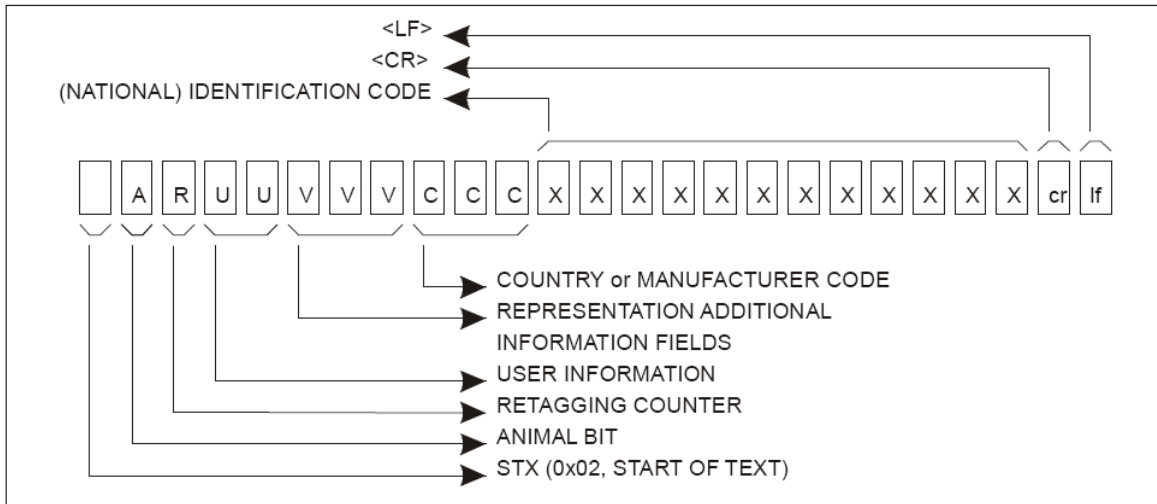 <LF>
<CR>
(NATIONAL) IDENTIFICATION CODE
A R U U V V V C C C X X X X X X X X X X X X cr lf
COUNTRY or MANUFACTURER CODE
REPRESENTATION ADDITIONAL
INFORMATION FIELDS
USER INFORMATION
RETAGGING COUNTER
ANIMAL BIT
STX (0x02, START OF TEXT)